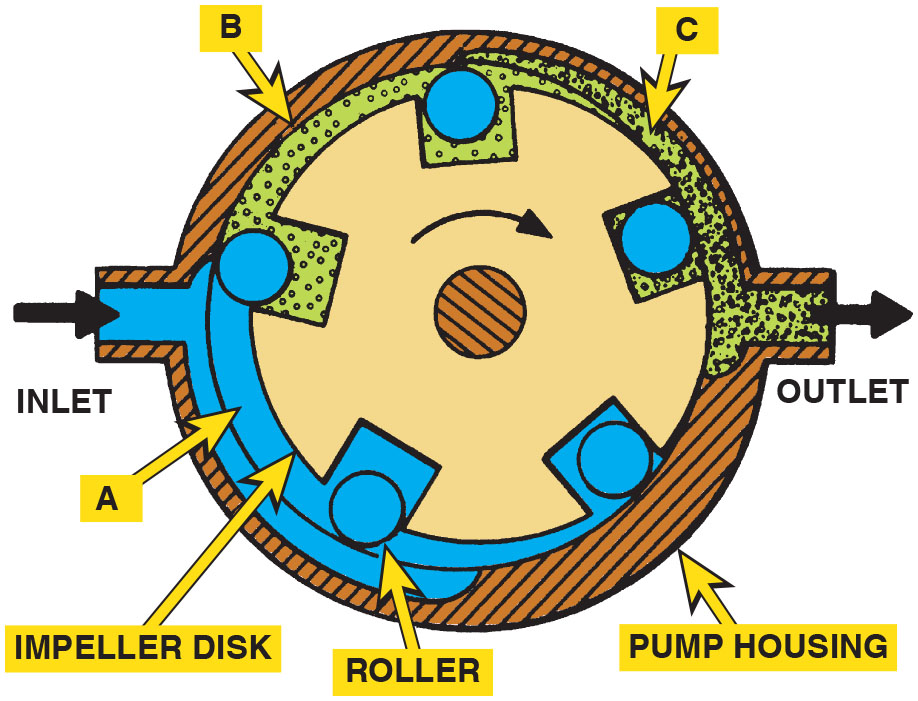 B
C
INLET
OUTLET
A
IMPELLER DISK
ROLLER
PUMP HOUSING